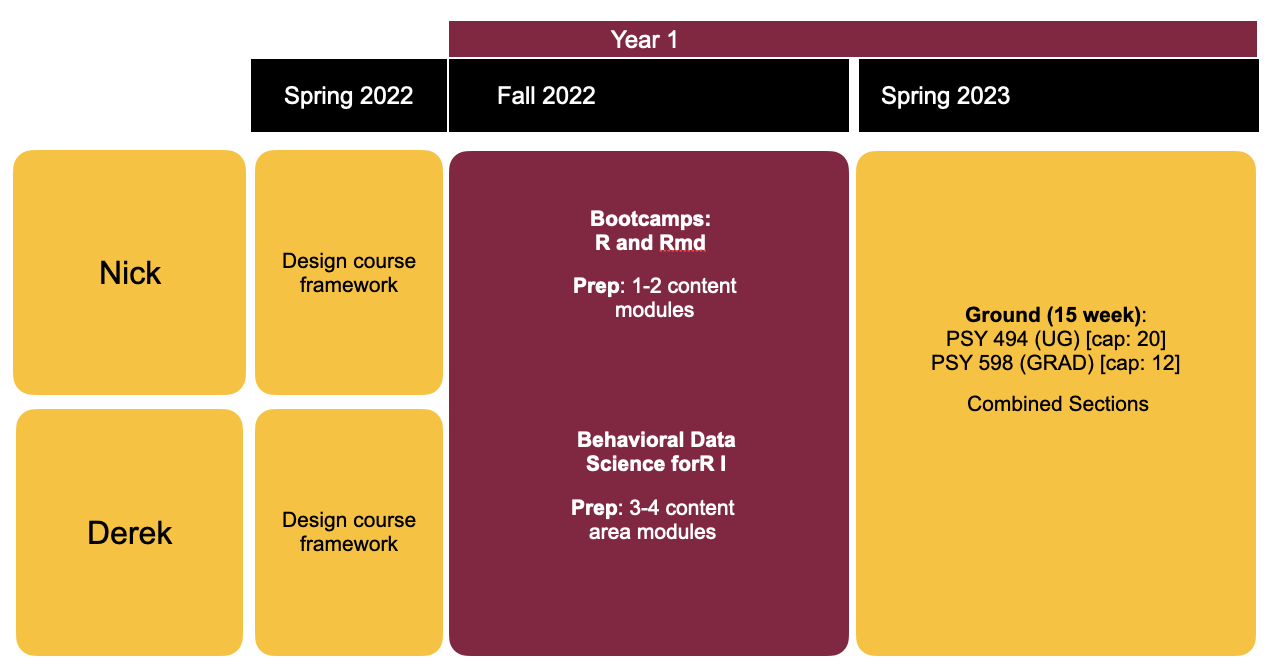 Year 1
Spring 2022
Fall 2022
Spring 2023
Nick
Design course
framework
Bootcamps:
R and Rmd
Prep: 1-2 content
modules
Ground (15 week):
PSY 494 (UG) [cap: 20]
PSY 598 (GRAD) [cap: 12]
Combined Sections
Derek
Design course
framework
Behavioral Data
Science forR I
Prep: 3-4 content
area modules